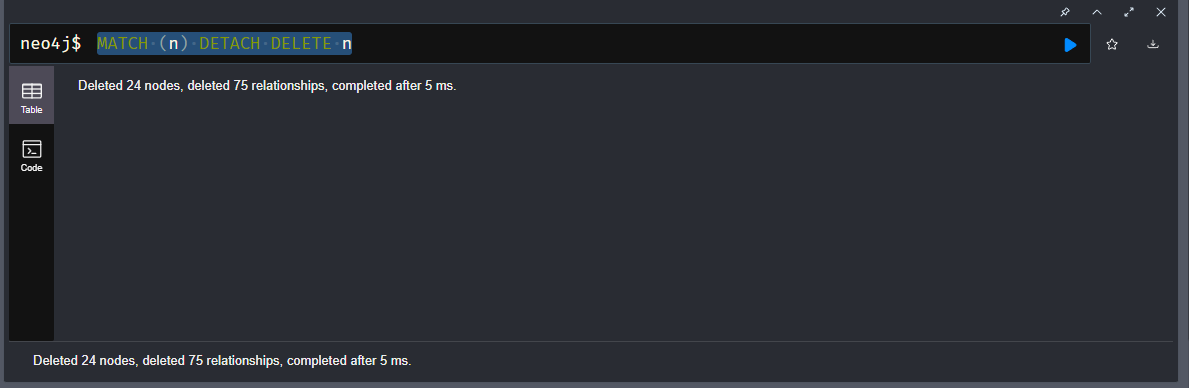 neo4j$ MATCH (n) DETACH DELETE n
Table
Deleted 24 nodes, deleted 75 relationships, completed after 5 ms.
Code
Deleted 24 nodes, deleted 75 relationships, completed after 5 ms.